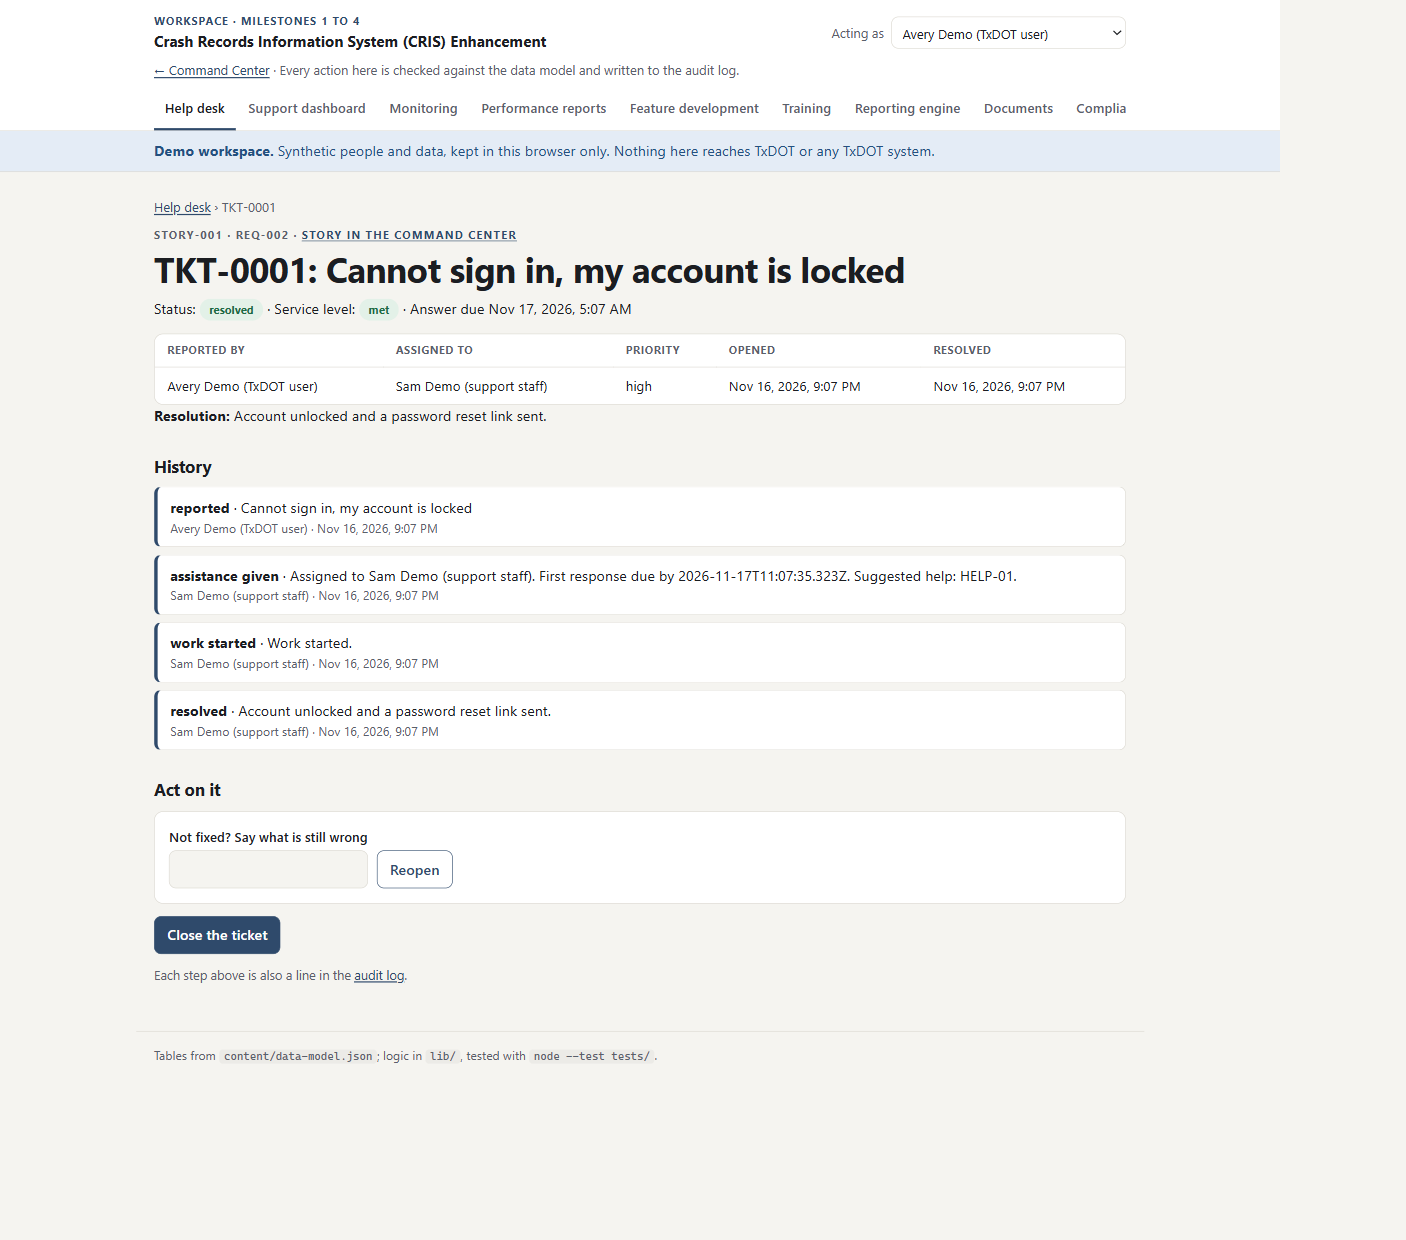 WORKSPACE · MILESTONES 1 TO 4
Crash Records Information System (CRIS) Enhancement
Acting as
Avery Demo (TxDOT user)
← Command Center · Every action here is checked against the data model and written to the audit log.
Help desk Support dashboard Monitoring Performance reports Feature development Training Reporting engine Documents Complia
Demo workspace. Synthetic people and data, kept in this browser only. Nothing here reaches TxDOT or any TxDOT system.
Help desk › TKT-0001
STORY-001 · REQ-002 · STORY IN THE COMMAND CENTER
TKT-0001: Cannot sign in, my account is locked
Status: resolved · Service level: met · Answer due Nov 17, 2026, 5:07 AM
REPORTED BY ASSIGNED TO PRIORITY OPENED RESOLVED
Avery Demo (TxDOT user) Sam Demo (support staff) high Nov 16, 2026, 9:07 PM Nov 16, 2026, 9:07 PM
Resolution: Account unlocked and a password reset link sent.
History
reported · Cannot sign in, my account is locked
Avery Demo (TxDOT user) · Nov 16, 2026, 9:07 PM
assistance given · Assigned to Sam Demo (support staff). First response due by 2026-11-17T11:07:35.323Z. Suggested help: HELP-01.
Sam Demo (support staff) · Nov 16, 2026, 9:07 PM
work started · Work started.
Sam Demo (support staff) · Nov 16, 2026, 9:07 PM
resolved · Account unlocked and a password reset link sent.
Sam Demo (support staff) · Nov 16, 2026, 9:07 PM
Act on it
Not fixed? Say what is still wrong
Reopen
Close the ticket
Each step above is also a line in the audit log.
Tables from content/data-model.json; logic in lib/, tested with node --test tests/.